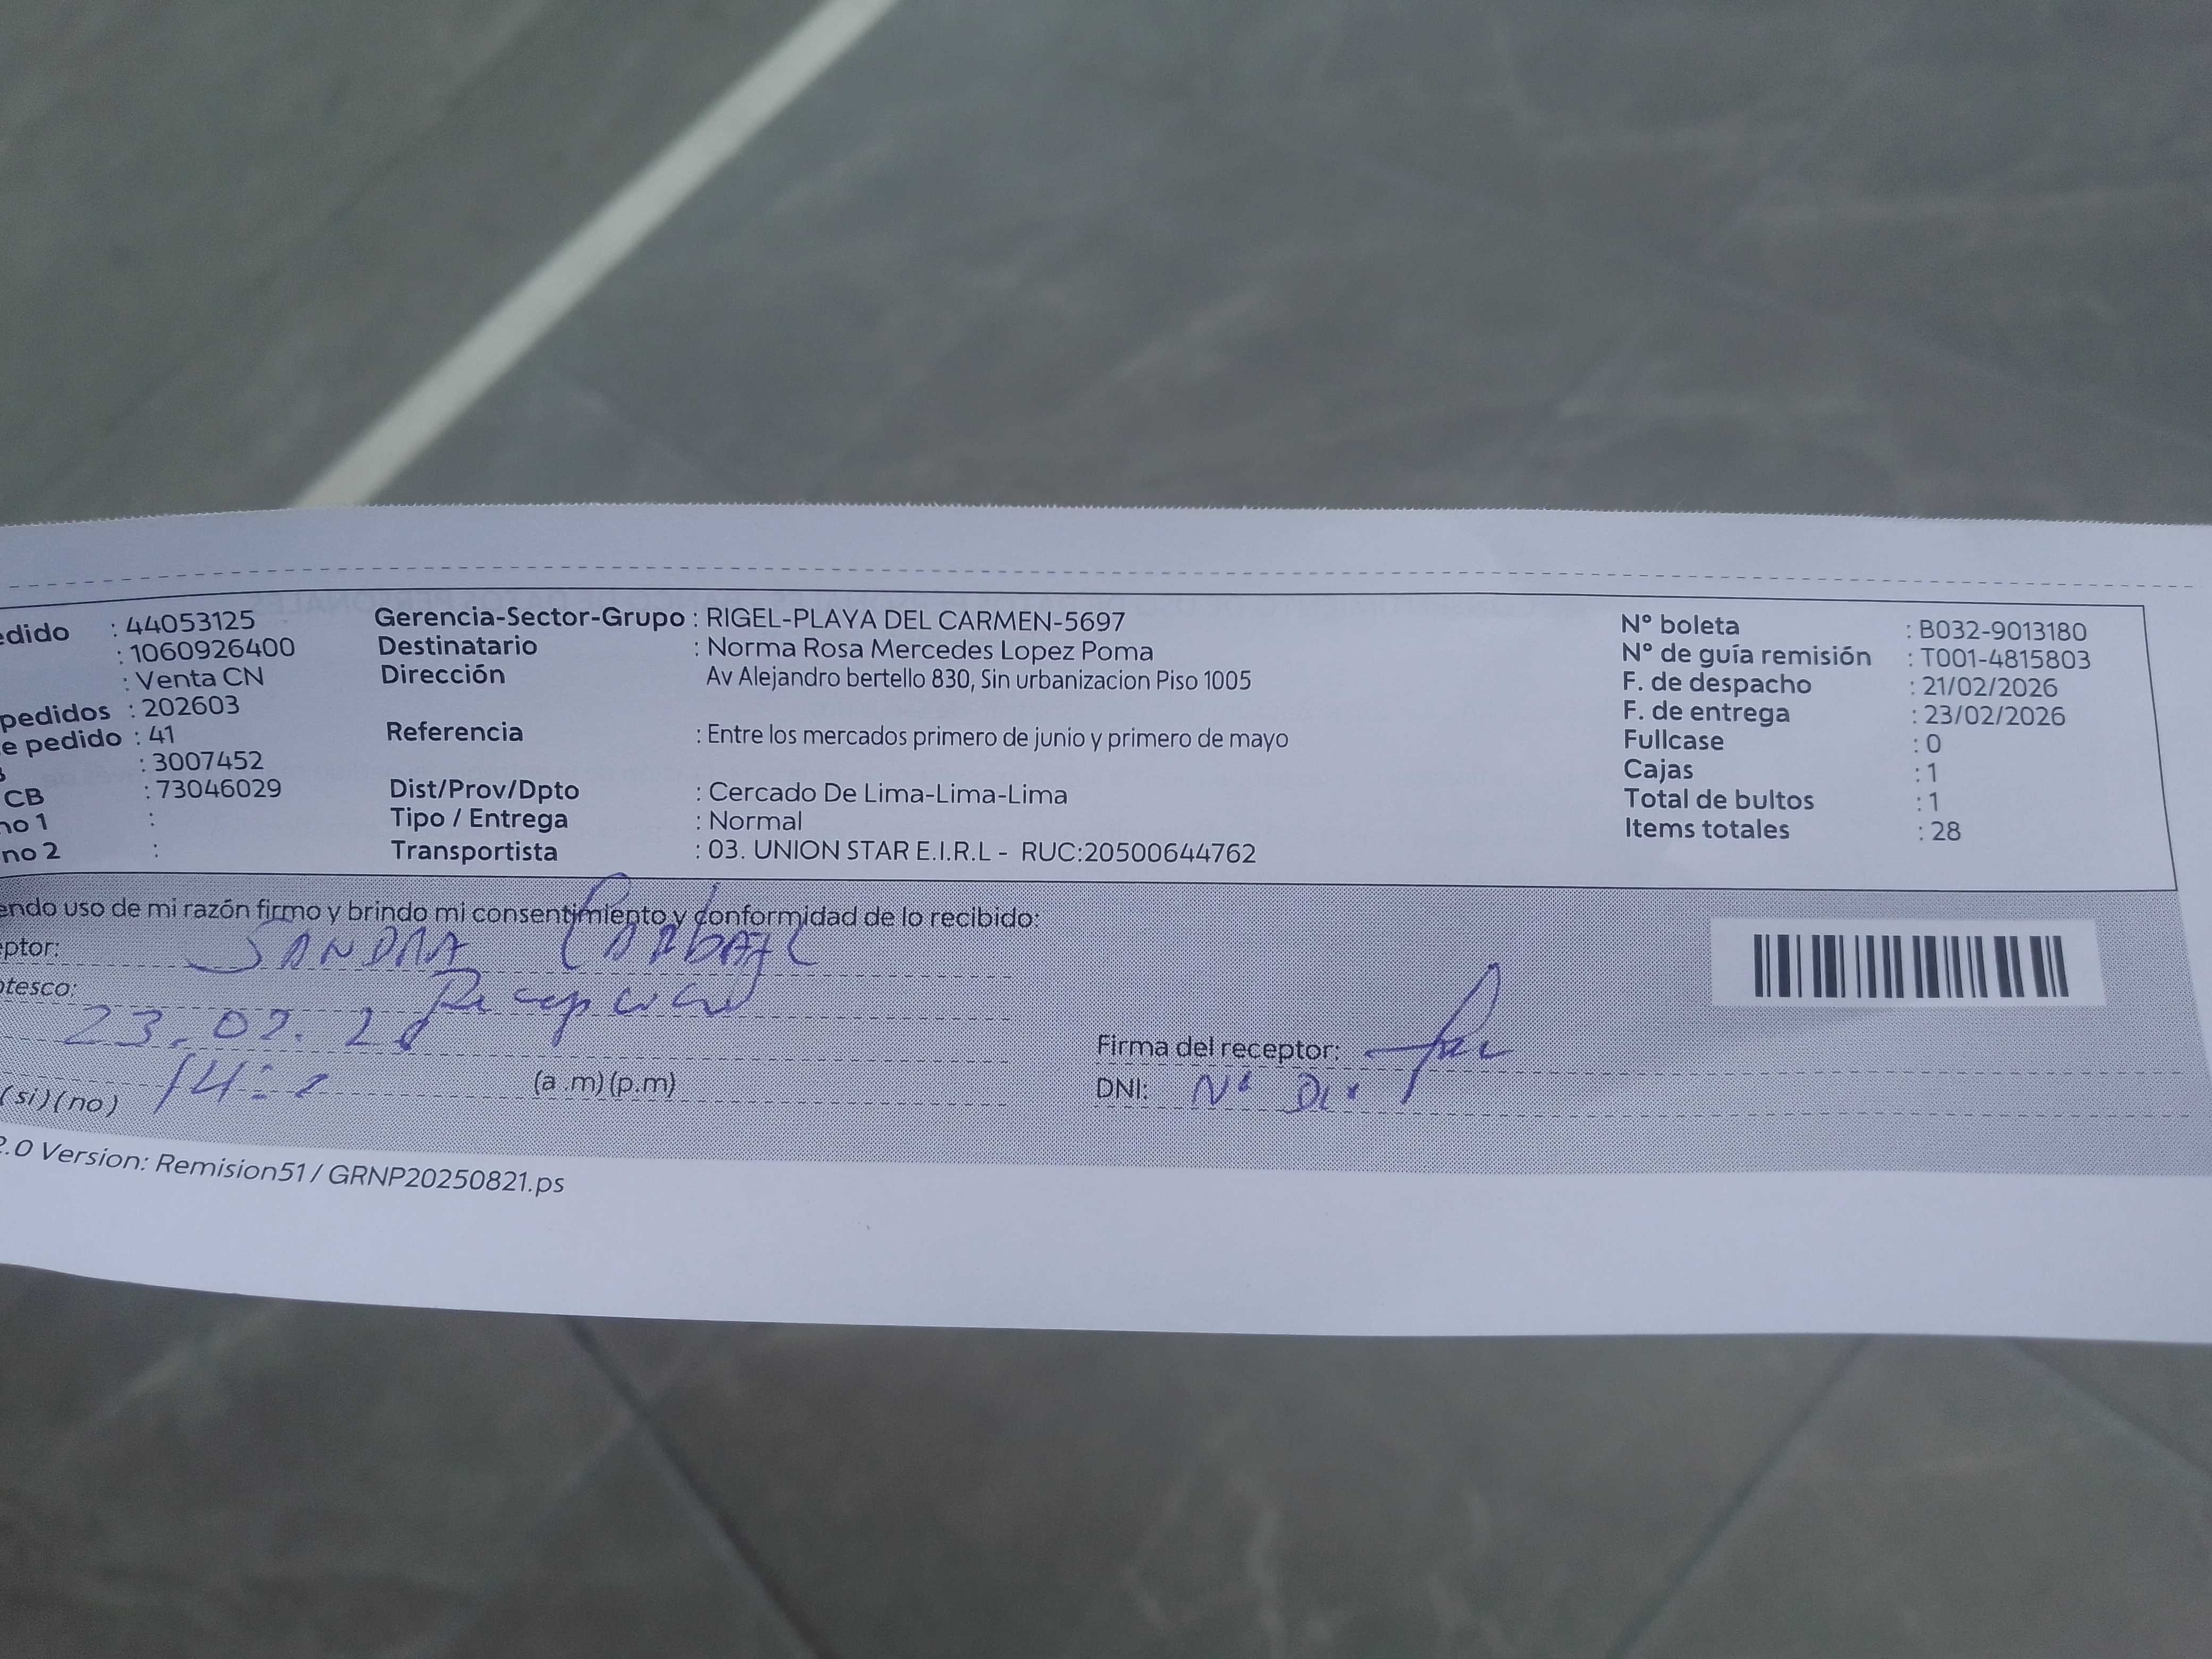 edido : 44053125 Gerencia-Sector-Grupo : RIGEL-PLAYA DEL CARMEN-5697 N° boleta : B032-9013180
: 1060926400 Destinatario : Norma Rosa Mercedes Lopez Poma N° de guía remisión : T001-4815803
: Venta CN Dirección Av Alejandro bertello 830, Sin urbanizacion Piso 1005 F. de despacho : 21/02/2026
pedidos : 202603 F. de entrega : 23/02/2026
e pedido : 41 Referencia : Entre los mercados primero de junio y primero de mayo Fullcase : 0
: 3007452 Cajas : 1
CB : 73046029 Dist/Prov/Dpto : Cercado De Lima-Lima-Lima Total de bultos : 1
no 1 : Tipo / Entrega : Normal Items totales : 28
no 2 : Transportista : 03. UNION STAR E.I.R.L - RUC:20500644762
endo uso de mi razón firmo y brindo mi consentimiento y conformidad de lo recibido:
eptor: SANDRA
otesco: Recepcion
23.02.26 Firma del receptor:
(si)(no) 14: (a .m)(p.m) DNI: N°
2.0 Version: Remision51 / GRNP20250821.ps